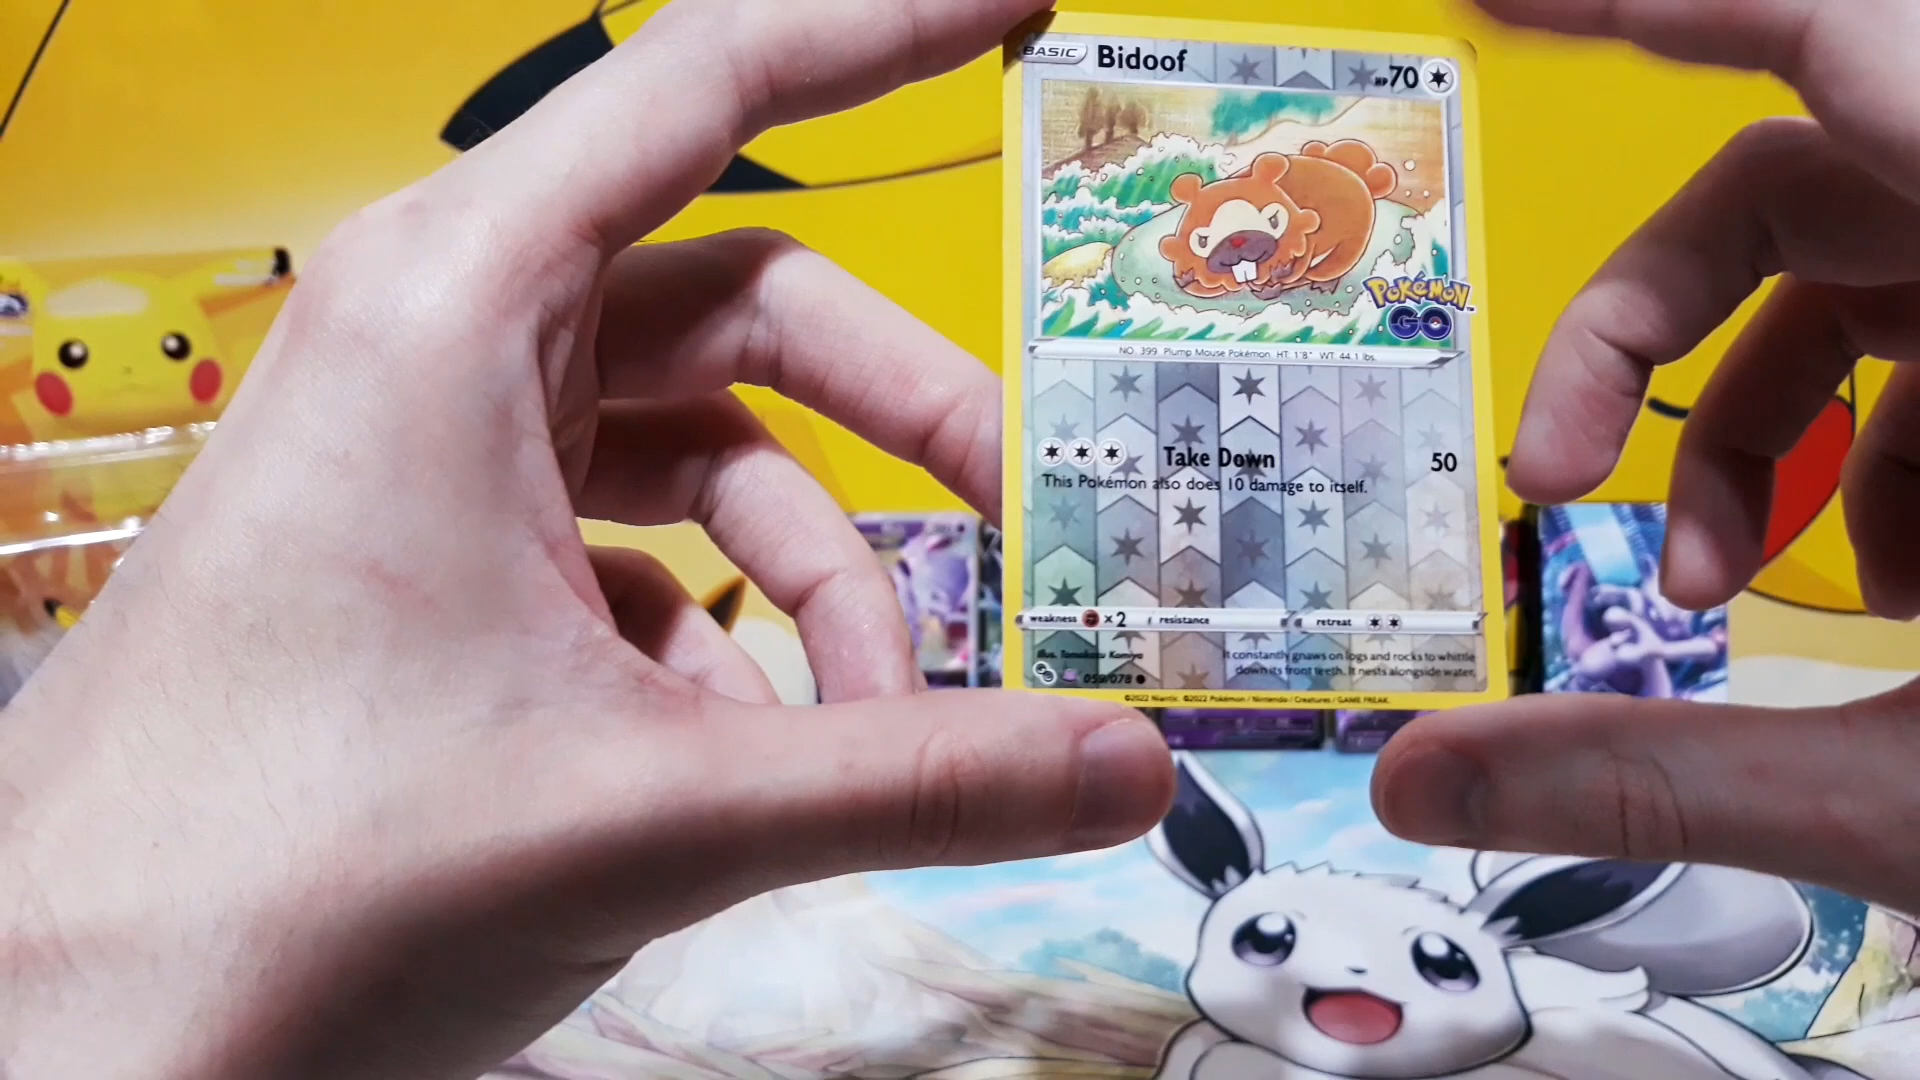 BASIC Bidoof HP 70
Pokémon
GO
NO. 399 Plump Mouse Pokémon HT: 1'8" WT: 44.1 lbs.
Take Down 50
This Pokémon also does 10 damage to itself.
weakness ×2 resistance retreat
Illus. Tomokazu Komiya
It constantly gnaws on logs and rocks to whittle
down its front teeth. It nests alongside water.
059/078
©2022 Niantic. ©2022 Pokémon / Nintendo / Creatures / GAME FREAK.